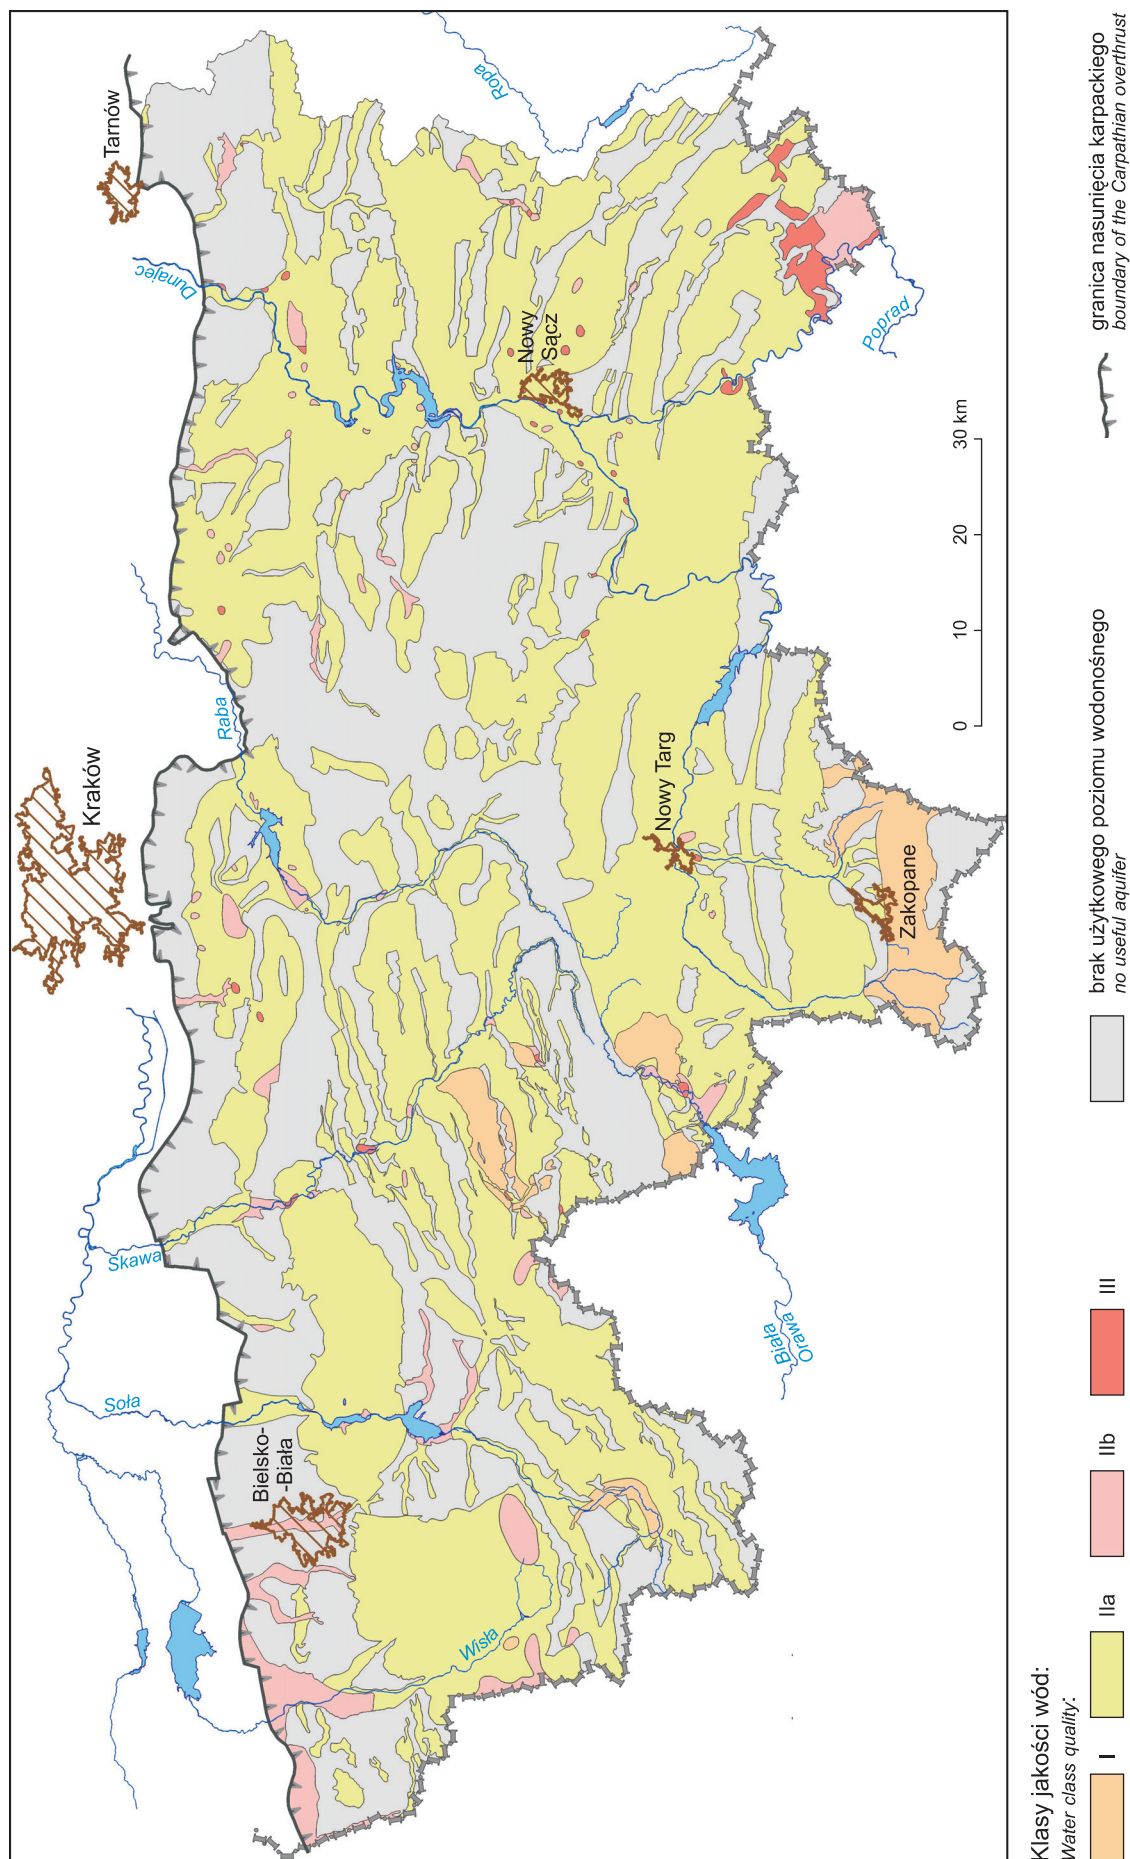 Tarnów
Kraków
Bielsko-
-Biała
Nowy
Sącz
Nowy Targ
Zakopane
Ropa
Dunajec
Poprad
Raba
Skawa
Soła
Wisła
Biała
Orawa
0 10 20 30 km
Klasy jakości wód:
Water class quality:
I
IIa
IIb
III
brak użytkowego poziomu wodonośnego
no useful aquifer
granica nasunięcia karpackiego
boundary of the Carpathian overthrust